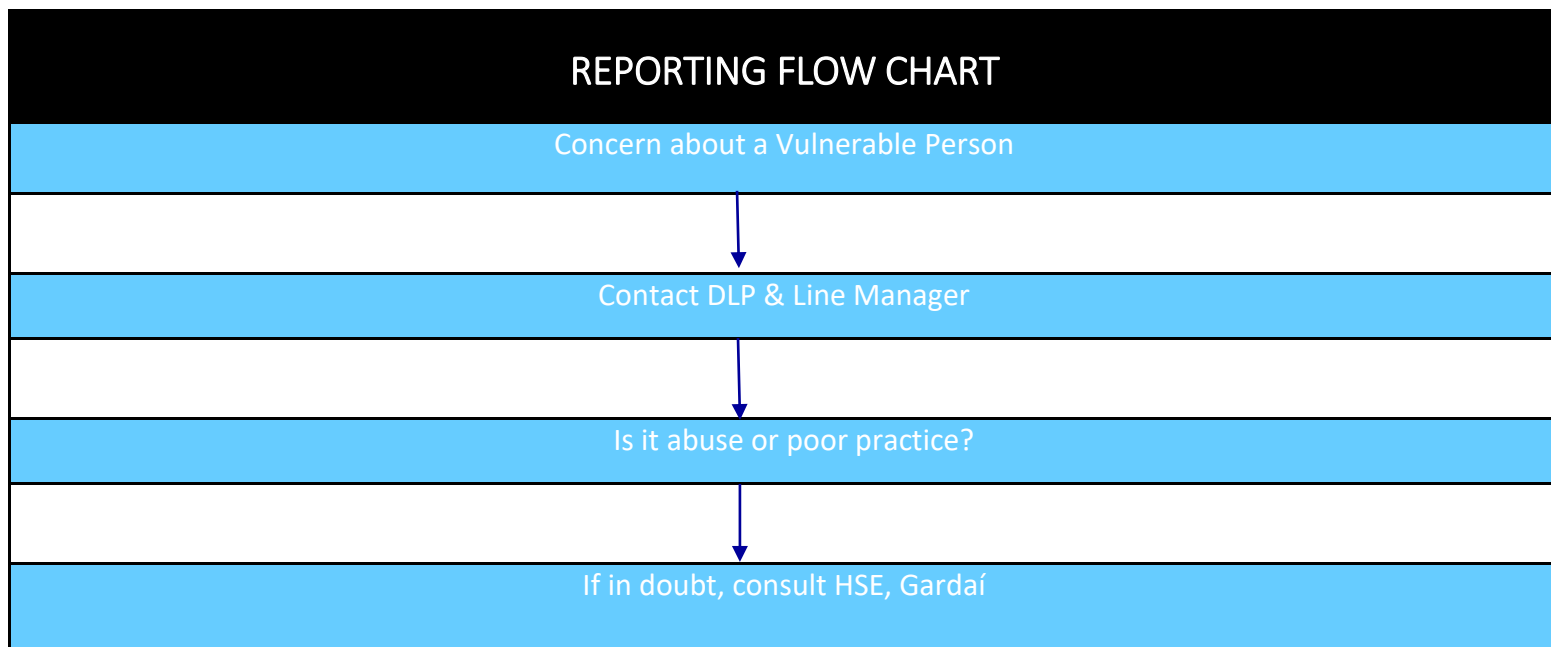 REPORTING FLOW CHART
Concern about a Vulnerable Person
Contact DLP & Line Manager
Is it abuse or poor practice?
If in doubt, consult HSE, Gardaí